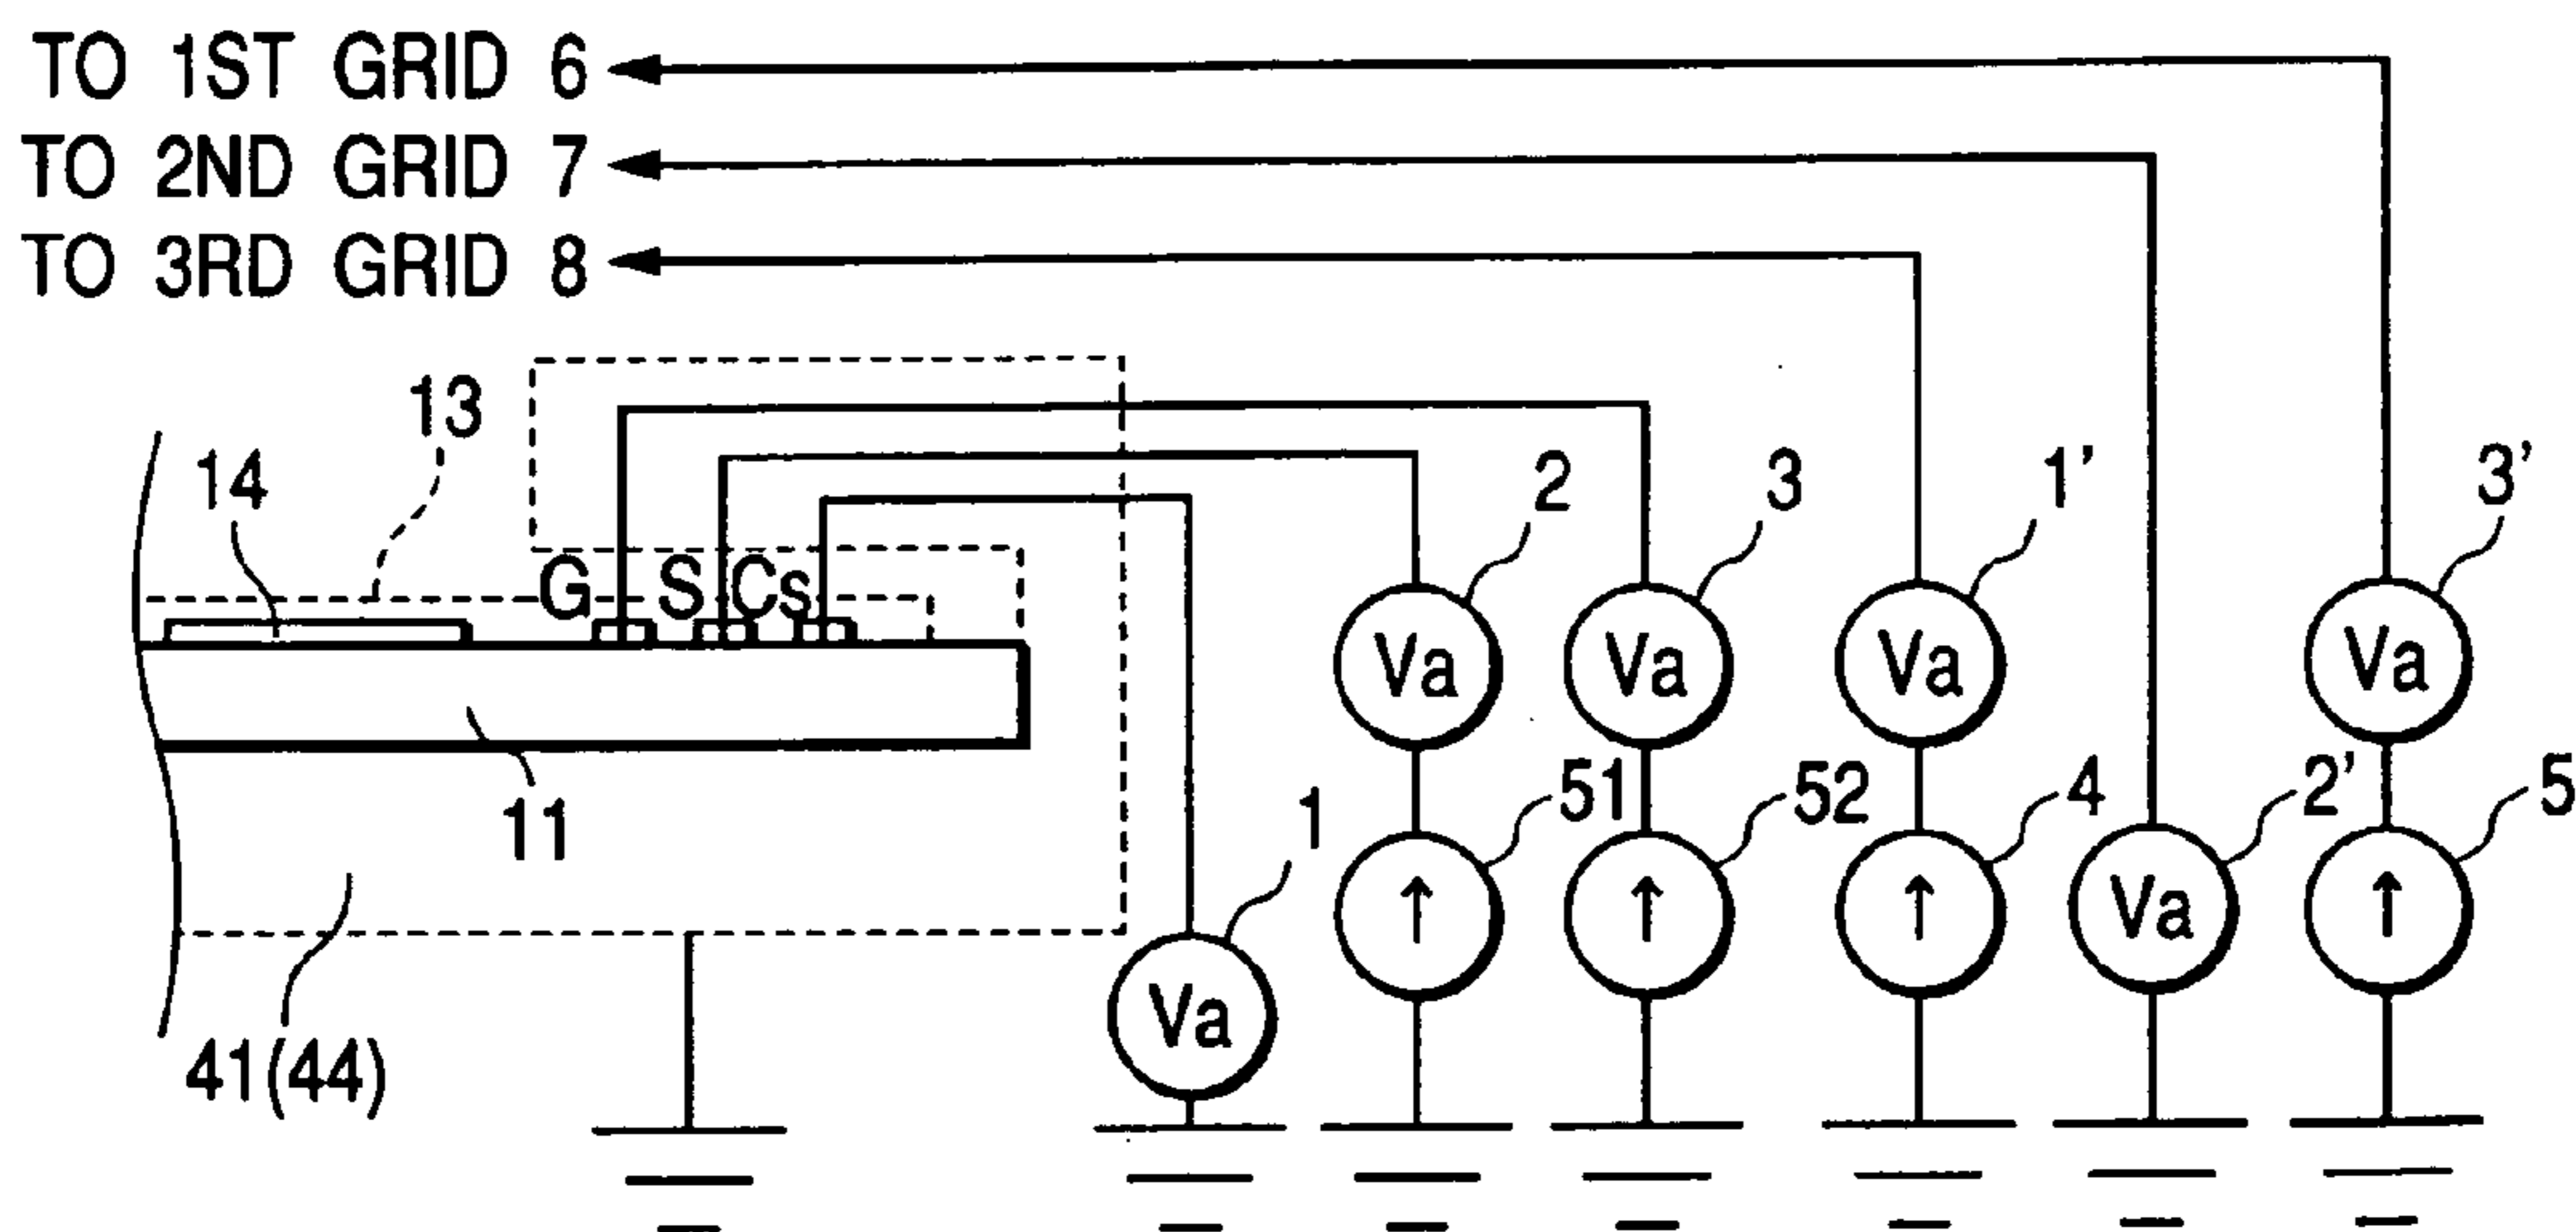 TO 1ST GRID 6
TO 2ND GRID 7
TO 3RD GRID 8
13
14
2
3
1'
3'
G S Cs
Va
Va
Va
Va
11
1
51
52
4
2'
5
↑
↑
↑
Va
↑
Va
41(44)